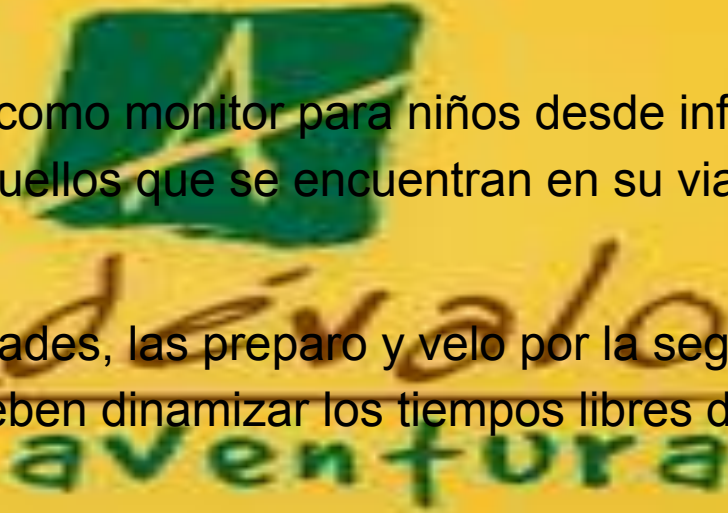 como monitor para niños desde inf
uellos que se encuentran en su via
dévalo
ades, las preparo y velo por la seg
eben dinamizar los tiempos libres d
aventura